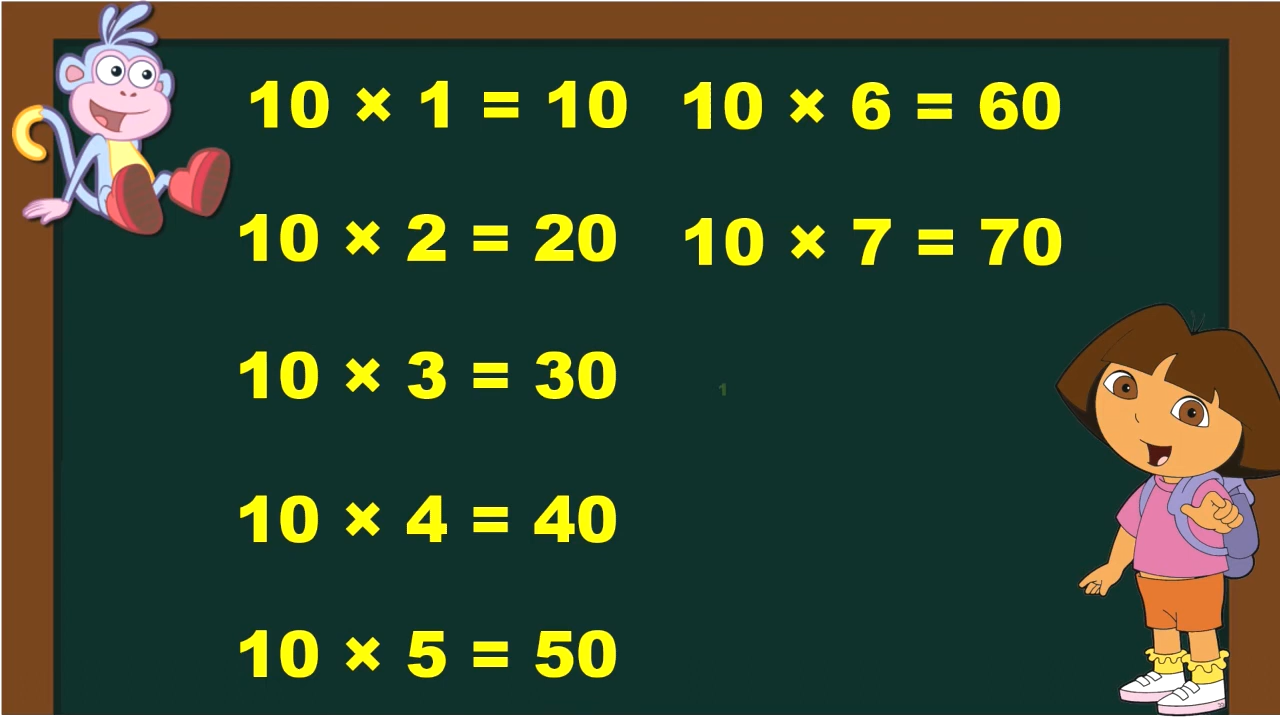 10 × 1 = 10
10 × 2 = 20
10 × 3 = 30
10 × 4 = 40
10 × 5 = 50
10 × 6 = 60
10 × 7 = 70
1